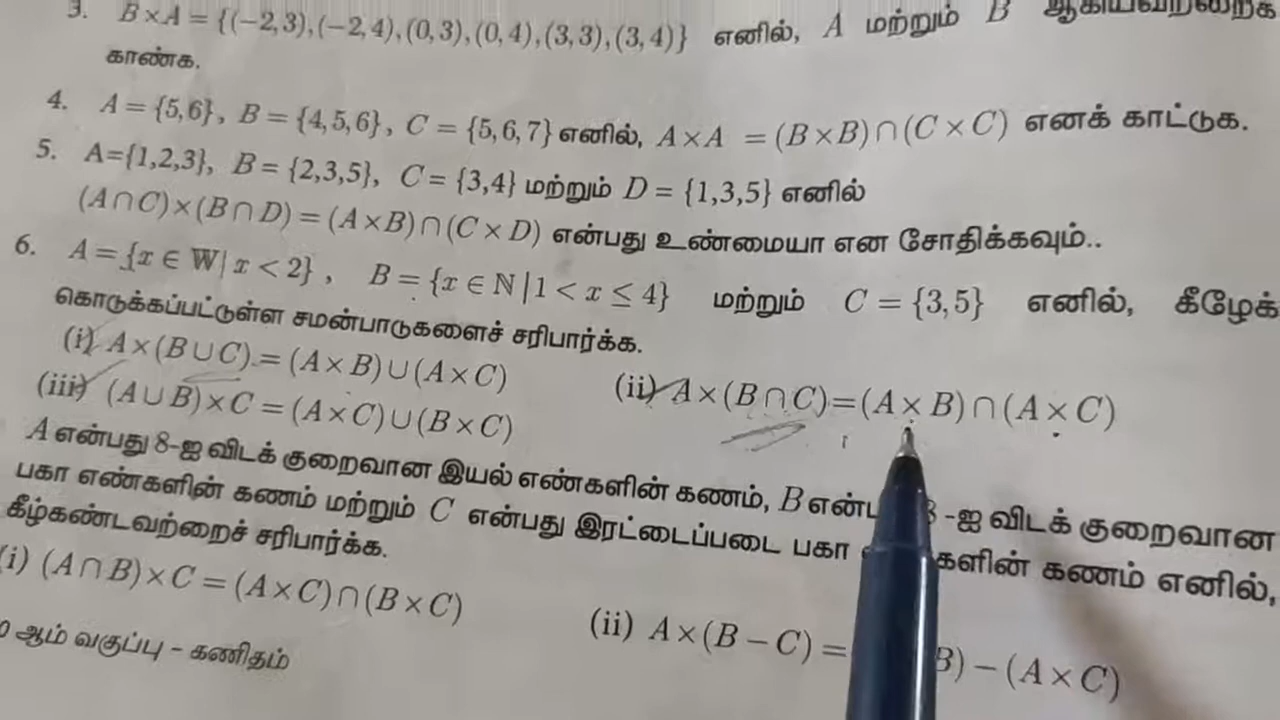 3. B×A = {(−2,3),(−2,4),(0,3),(0,4),(3,3),(3,4)} எனில், A மற்றும் B ஆகியவற்றைக்
காண்க.
4. A = {5,6}, B = {4,5,6}, C = {5,6,7} எனில், A×A = (B×B)∩(C×C) எனக் காட்டுக.
5. A={1,2,3}, B = {2,3,5}, C = {3,4} மற்றும் D = {1,3,5} எனில்
(A∩C)×(B∩D) = (A×B)∩(C×D) என்பது உண்மையா என சோதிக்கவும்..
6. A = {x ∈ W| x < 2}, B = {x ∈ N |1 < x ≤ 4} மற்றும் C = {3,5} எனில், கீழேக்
கொடுக்கப்பட்டுள்ள சமன்பாடுகளைச் சரிபார்க்க.
(i) A×(B∪C) = (A×B)∪(A×C) (ii) A×(B∩C)=(A×B)∩(A×C)
(iii) (A∪B)×C = (A×C)∪(B×C)
A என்பது 8-ஐ விடக் குறைவான இயல் எண்களின் கணம், B -ஐ விடக் குறைவான
பகா எண்களின் கணம் மற்றும் C என்பது இரட்டைப்படை பகா களின் கணம் எனில்,
கீழ்கண்டவற்றைச் சரிபார்க்க.
(i) (A∩B)×C = (A×C)∩(B×C) (ii) A×(B−C) = B)−(A×C)
ஆம் வகுப்பு - கணிதம்